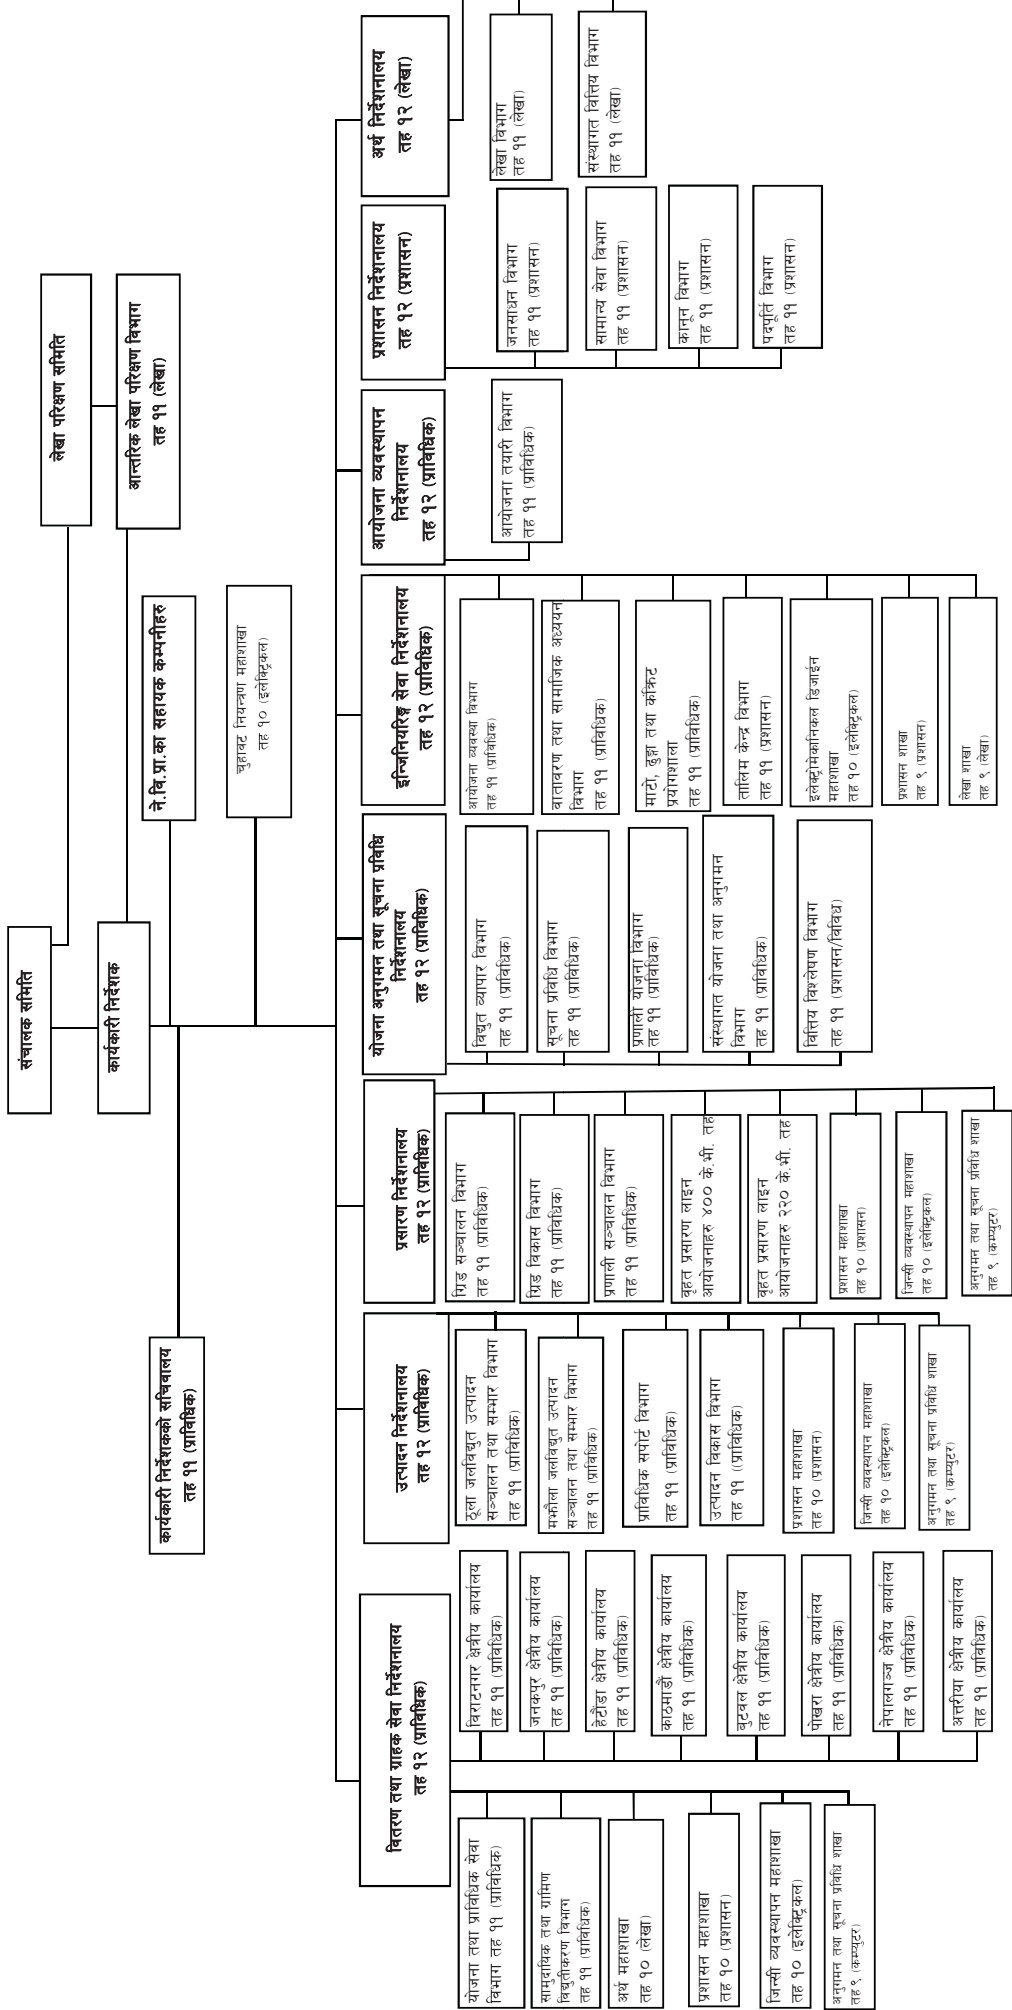 संचालक समिति
लेखा परिक्षण समिति
कार्यकारी निर्देशक
आन्तरिक लेखा परिक्षण विभाग
तह ११ (लेखा)
ने.वि.प्रा.का सहायक कम्पनीहरु
कार्यकारी निर्देशकको सचिवालय
तह ११ (प्राविधिक)
चुहावट नियन्त्रण महाशाखा
तह १० (इलेक्ट्रिकल)
वितरण तथा ग्राहक सेवा निर्देशनालय
तह १२ (प्राविधिक)
योजना तथा प्राविधिक सेवा
विभाग तह ११ (प्राविधिक)
सामुदायिक तथा ग्रामिण
विद्युतीकरण विभाग
तह ११ (प्राविधिक)
अर्थ महाशाखा
तह १० (लेखा)
प्रशासन महाशाखा
तह १० (प्रशासन)
जिन्सी व्यवस्थापन महाशाखा
तह १० (इलेक्ट्रिकल)
अनुगमन तथा सूचना प्रविधि शाखा
तह ९ (कम्प्युटर)
विराटनगर क्षेत्रीय कार्यालय
तह ११ (प्राविधिक)
जनकपुर क्षेत्रीय कार्यालय
तह ११ (प्राविधिक)
हेटौंडा क्षेत्रीय कार्यालय
तह ११ (प्राविधिक)
काठमाडौं क्षेत्रीय कार्यालय
तह ११ (प्राविधिक)
बुटवल क्षेत्रीय कार्यालय
तह ११ (प्राविधिक)
पोखरा क्षेत्रीय कार्यालय
तह ११ (प्राविधिक)
नेपालगञ्ज क्षेत्रीय कार्यालय
तह ११ (प्राविधिक)
अत्तरीया क्षेत्रीय कार्यालय
तह ११ (प्राविधिक)
उत्पादन निर्देशनालय
तह १२ (प्राविधिक)
ठूला जलविद्युत उत्पादन
सञ्चालन तथा सम्भार विभाग
तह ११ (प्राविधिक)
मझौला जलविद्युत उत्पादन
सञ्चालन तथा सम्भार विभाग
तह ११ (प्राविधिक)
प्राविधिक सपोर्ट विभाग
तह ११ (प्राविधिक)
उत्पादन विकास विभाग
तह ११ ((प्राविधिक)
प्रशासन महाशाखा
तह १० (प्रशासन)
जिन्सी व्यवस्थापन महाशाखा
तह १० (इलेक्ट्रिकल)
अनुगमन तथा सूचना प्रविधि शाखा
तह ९ (कम्प्युटर)
प्रसारण निर्देशनालय
तह १२ (प्राविधिक)
ग्रिड सञ्चालन विभाग
तह ११ (प्राविधिक)
ग्रिड विकास विभाग
तह ११ (प्राविधिक)
प्रणाली सञ्चालन विभाग
तह ११ (प्राविधिक)
वृहत प्रसारण लाइन
आयोजनाहरु ४०० के.भी. तह
वृहत प्रसारण लाइन
आयोजनाहरु २२० के.भी. तह
प्रशासन महाशाखा
तह १० (प्रशासन)
जिन्सी व्यवस्थापन महाशाखा
तह १० (इलेक्ट्रिकल)
अनुगमन तथा सूचना प्रविधि शाखा
तह ९ (कम्प्युटर)
योजना अनुगमन तथा सूचना प्रविधि
निर्देशनालय
तह १२ (प्राविधिक)
विद्युत व्यापार विभाग
तह ११ (प्राविधिक)
सूचना प्रविधि विभाग
तह ११ (प्राविधिक)
प्रणाली योजना विभाग
तह ११ (प्राविधिक)
संस्थागत योजना तथा अनुगमन
विभाग
तह ११ (प्राविधिक)
वित्तिय विश्लेषण विभाग
तह ११ (प्रशासन/विविध)
इन्जिनियरिङ्ग सेवा निर्देशनालय
तह १२ (प्राविधिक)
आयोजना व्यवस्था विभाग
तह ११ (प्राविधिक)
वातावरण तथा सामाजिक अध्ययन
विभाग
तह ११ (प्राविधिक)
माटो, ढुङ्गा तथा कंक्रिट
प्रयोगशाला
तह ११ (प्राविधिक)
तालिम केन्द्र विभाग
तह ११ (प्रशासन)
इलेक्ट्रोमेकानिकल डिजाईन
महाशाखा
तह १० (इलेक्ट्रिकल)
प्रशासन शाखा
तह ९ (प्रशासन)
लेखा शाखा
तह ९ (लेखा)
आयोजना व्यवस्थापन
निर्देशनालय
तह १२ (प्राविधिक)
आयोजना तयारी विभाग
तह ११ (प्राविधिक)
प्रशासन निर्देशनालय
तह १२ (प्रशासन)
जनसाधन विभाग
तह ११ (प्रशासन)
सामान्य सेवा विभाग
तह ११ (प्रशासन)
कानून विभाग
तह ११ (प्रशासन)
पदपूर्ति विभाग
तह ११ (प्रशासन)
अर्थ निर्देशनालय
तह १२ (लेखा)
लेखा विभाग
तह ११ (लेखा)
संस्थागत वित्तिय विभाग
तह ११ (लेखा)